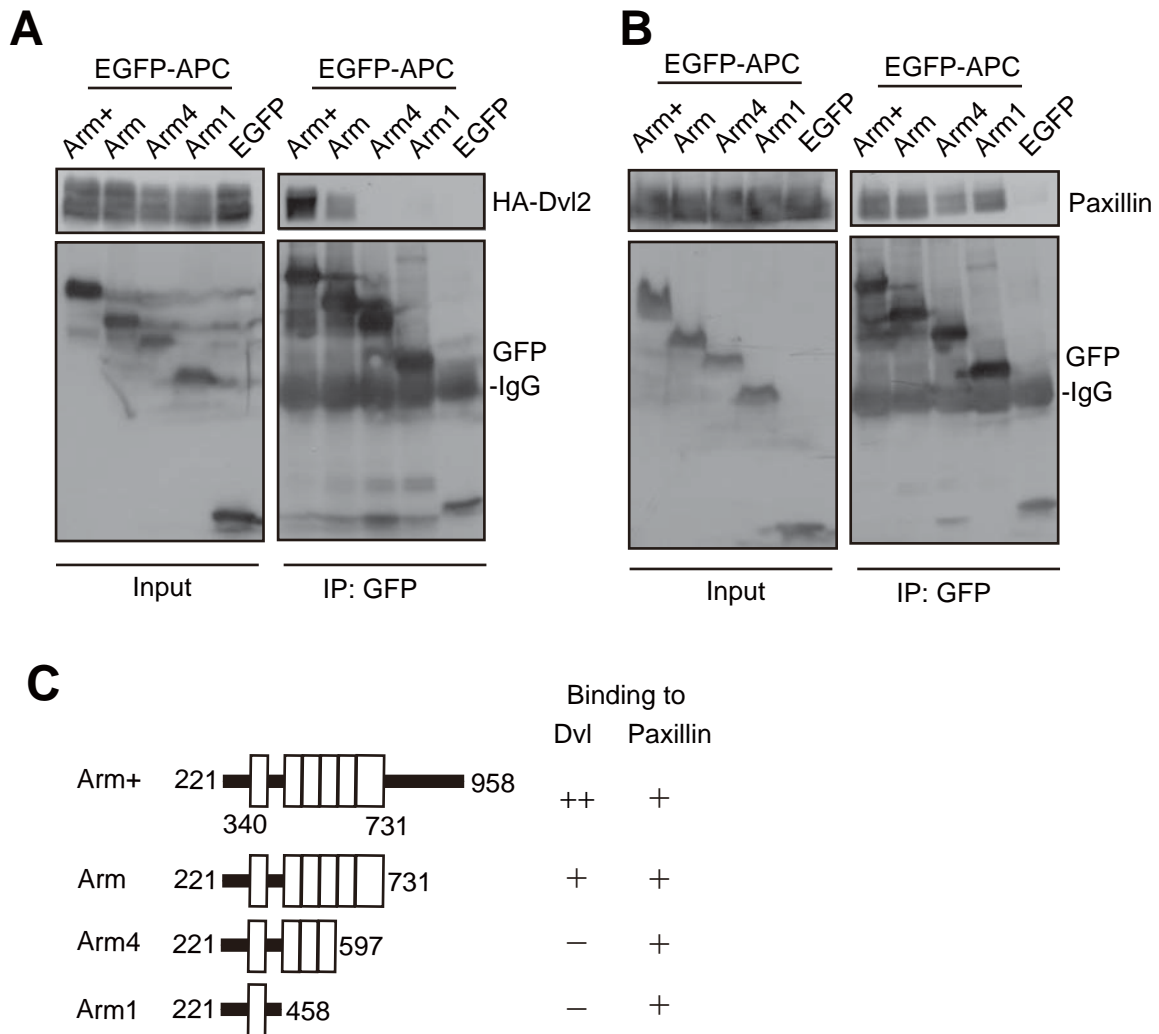 A
EGFP-APC
EGFP-APC
Arm+ Arm Arm4 Arm1 EGFP
Arm+ Arm Arm4 Arm1 EGFP
HA-Dvl2
GFP
-IgG
Input
IP: GFP
B
EGFP-APC
EGFP-APC
Arm+ Arm Arm4 Arm1 EGFP
Arm+ Arm Arm4 Arm1 EGFP
Paxillin
GFP
-IgG
Input
IP: GFP
C
Binding to
Dvl Paxillin
Arm+ 221 958 ++ +
340 731
Arm 221 731 + +
Arm4 221 597 − +
Arm1 221 458 − +